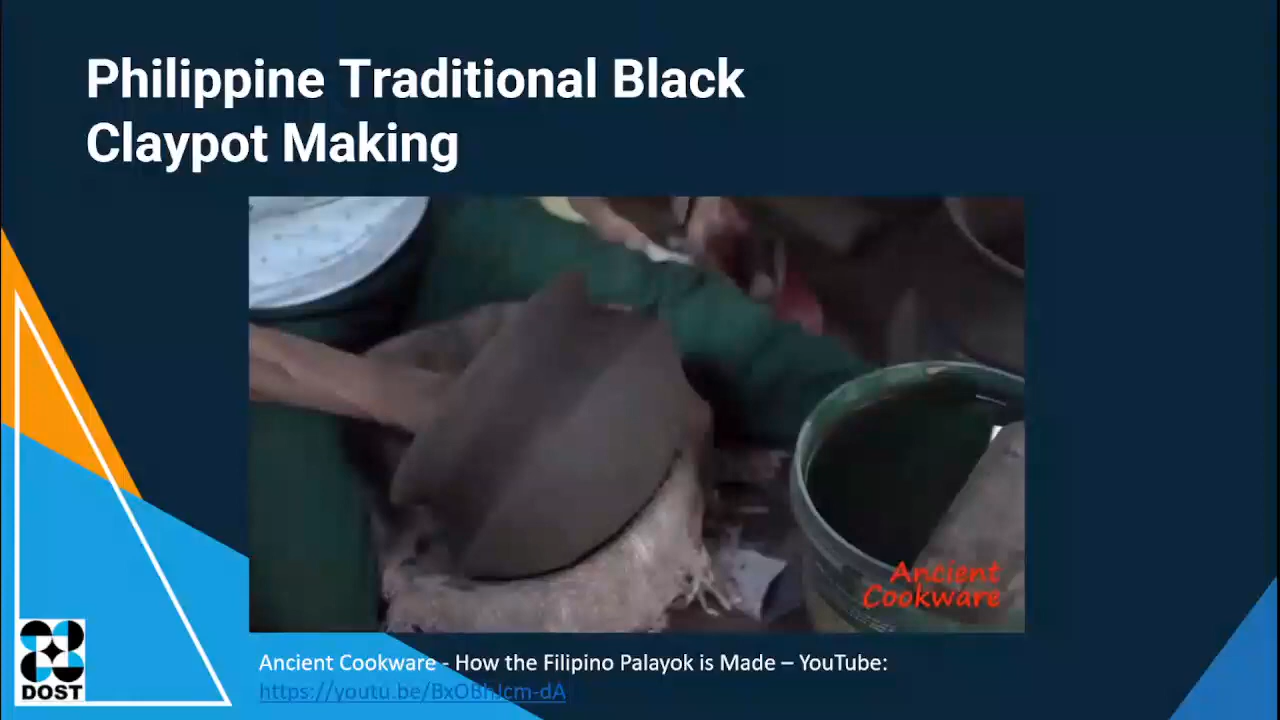 Philippine Traditional Black
Claypot Making
Ancient
Cookware
Ancient Cookware - How the Filipino Palayok is Made – YouTube:
DOST